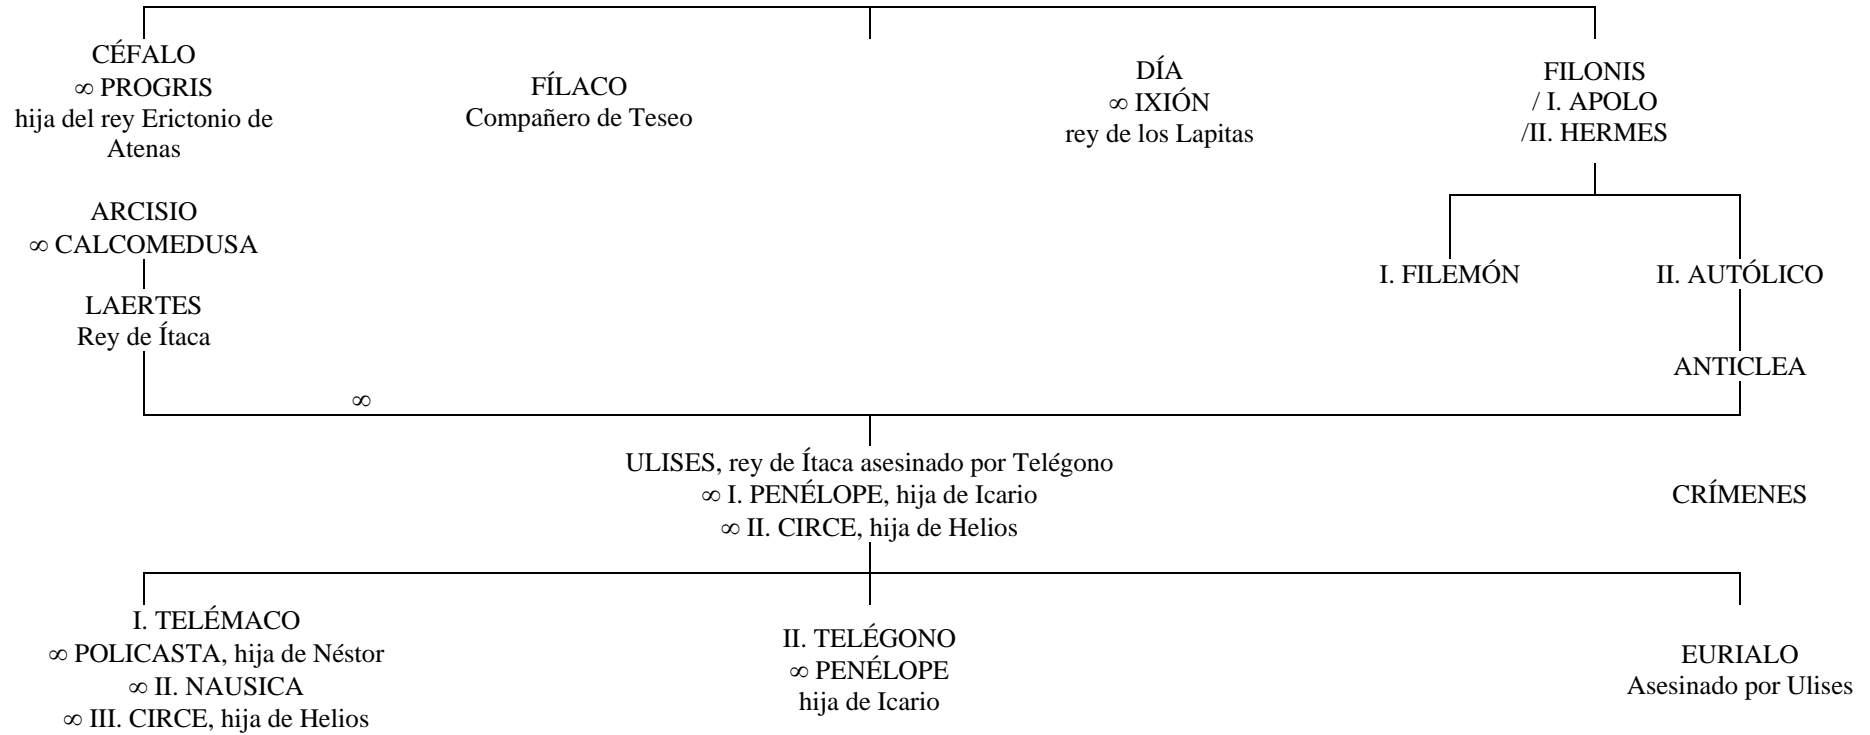 CÉFALO
∞ PROGRIS
hija del rey Erictonio de
Atenas
FÍLACO
Compañero de Teseo
DÍA
∞ IXIÓN
rey de los Lapitas
FILONIS
/ I. APOLO
/II. HERMES
ARCISIO
∞ CALCOMEDUSA
I. FILEMÓN
II. AUTÓLICO
LAERTES
Rey de Ítaca
ANTICLEA
∞
ULISES, rey de Ítaca asesinado por Telégono
∞ I. PENÉLOPE, hija de Icario
∞ II. CIRCE, hija de Helios
CRÍMENES
I. TELÉMACO
∞ POLICASTA, hija de Néstor
∞ II. NAUSICA
∞ III. CIRCE, hija de Helios
II. TELÉGONO
∞ PENÉLOPE
hija de Icario
EURIALO
Asesinado por Ulises